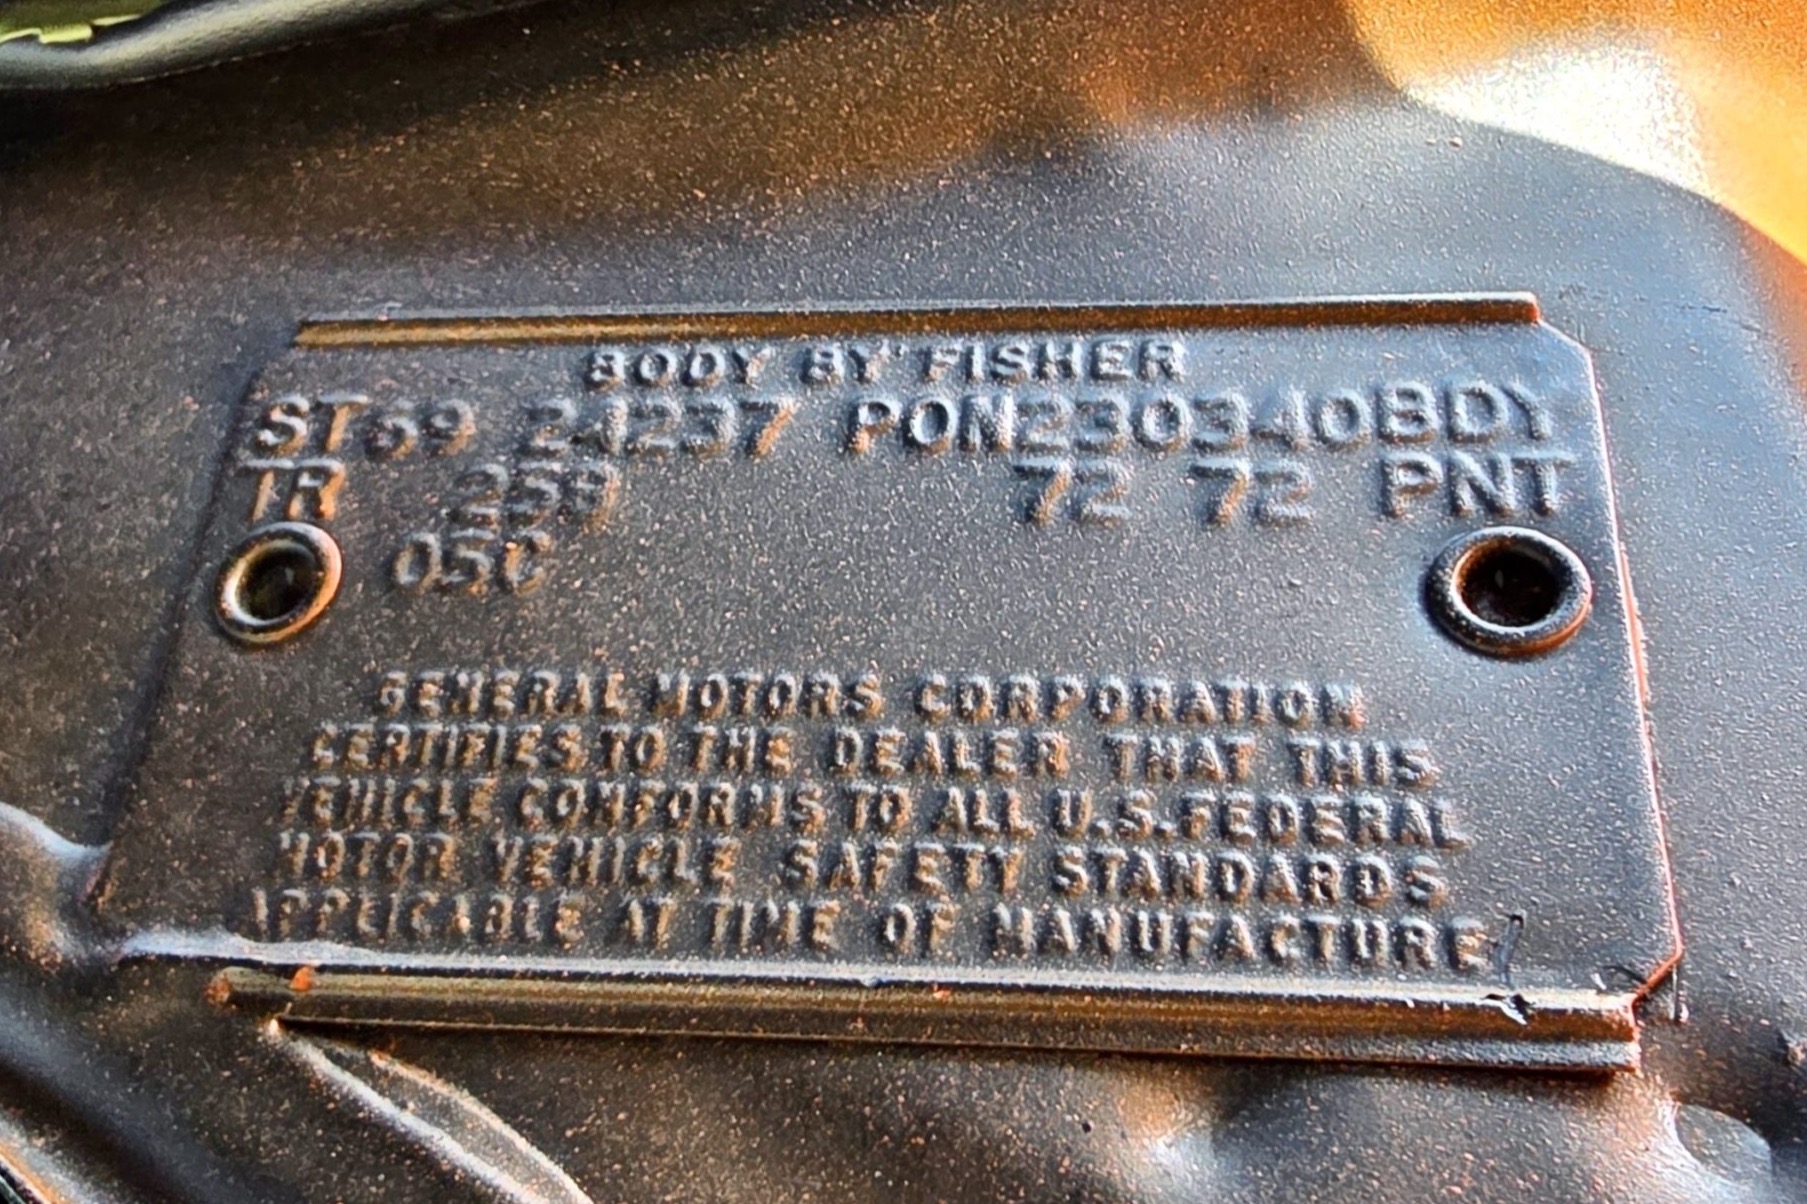 BODY BY FISHER
ST69 24237 PON230340BDY
TR 259 72 72 PNT
05C
GENERAL MOTORS CORPORATION
CERTIFIES TO THE DEALER THAT THIS
VEHICLE CONFORMS TO ALL U.S. FEDERAL
MOTOR VEHICLE SAFETY STANDARDS
APPLICABLE AT TIME OF MANUFACTURE